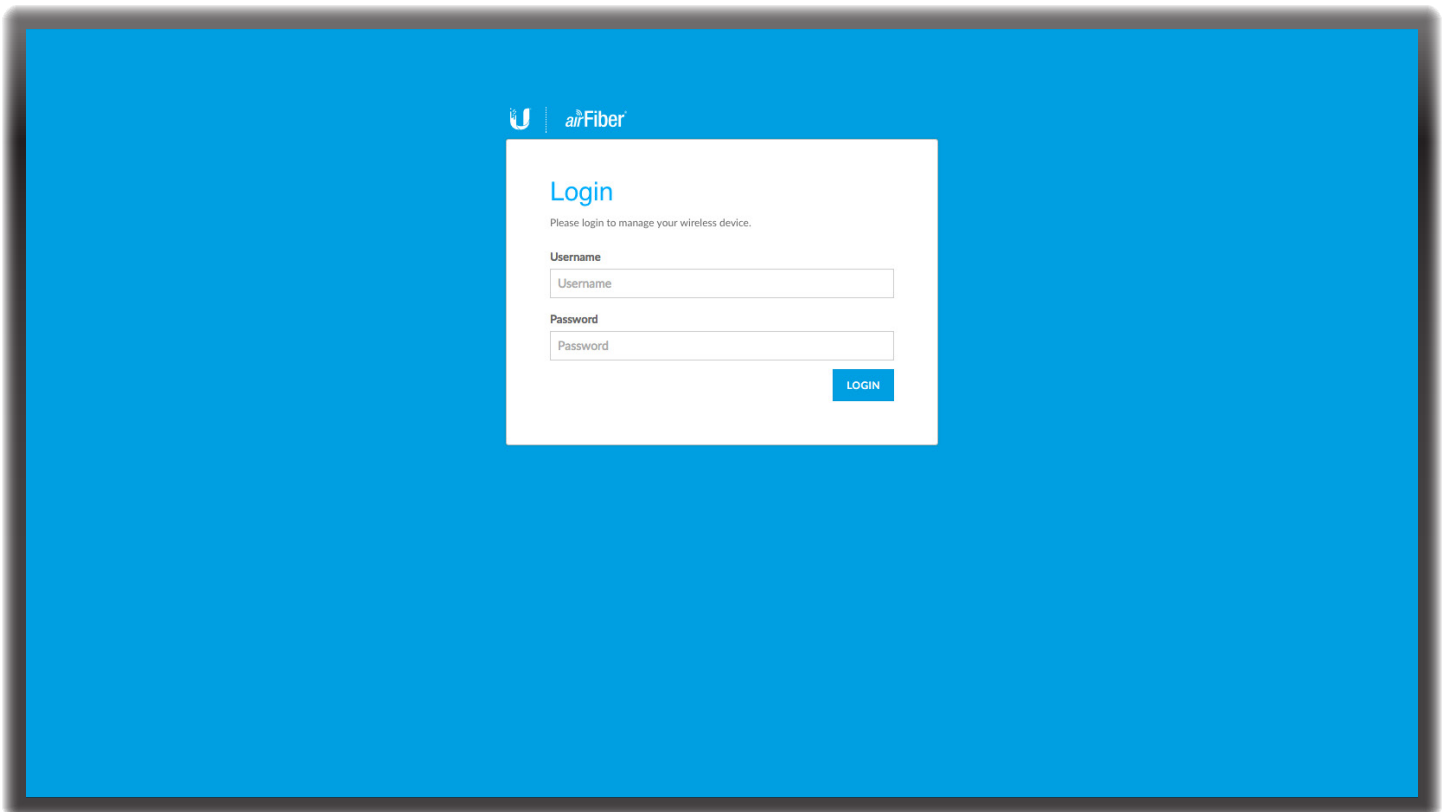 airFiber
Login
Please login to manage your wireless device.
Username
Username
Password
Password
LOGIN